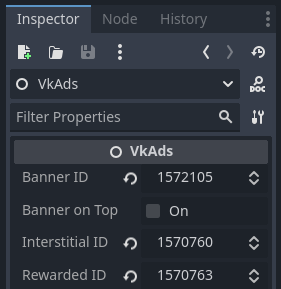 Inspector Node History
VkAds
DOC
Filter Properties
VkAds
Banner ID 1572105
Banner on Top On
Interstitial ID 1570760
Rewarded ID 1570763